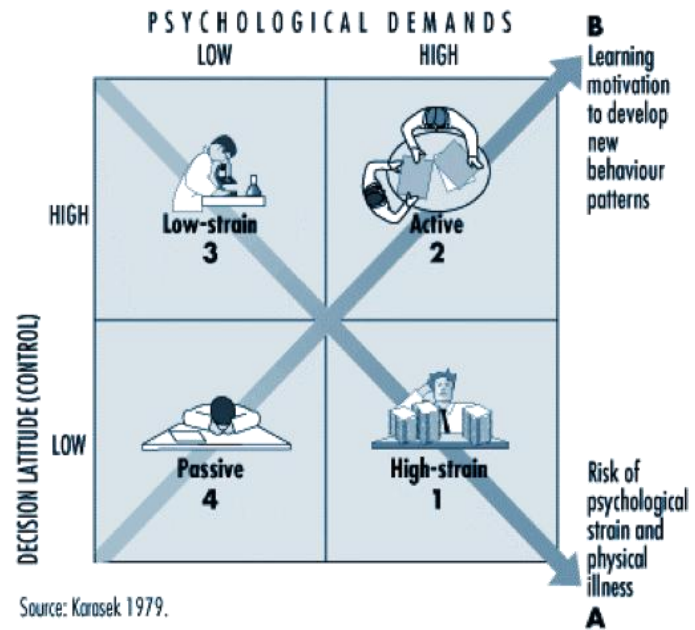 PSYCHOLOGICAL DEMANDS
LOW
HIGH
B
Learning
motivation
to develop
new
behaviour
patterns
HIGH
Low-strain
3
Active
2
DECISION LATITUDE (CONTROL)
LOW
Passive
4
High-strain
1
Risk of
psychological
strain and
physical
illness
A
Source: Karasek 1979.